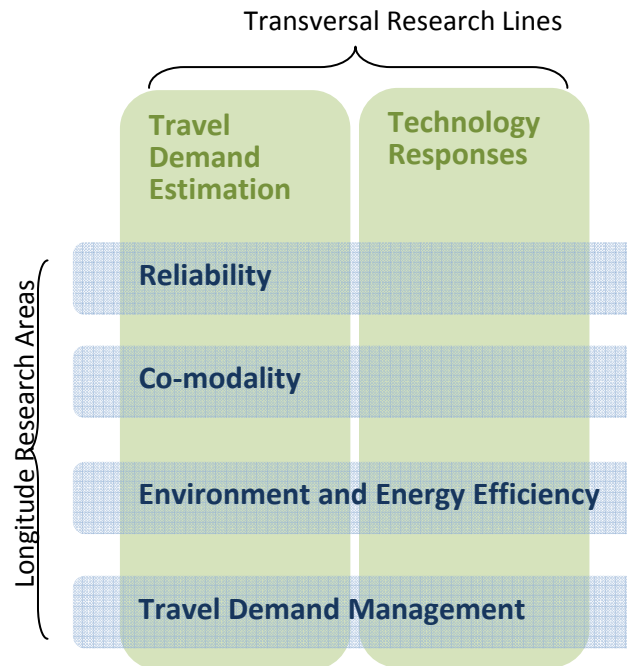 Transversal Research Lines
Travel
Demand
Estimation
Technology
Responses
Longitude Research Areas
Reliability
Co-modality
Environment and Energy Efficiency
Travel Demand Management